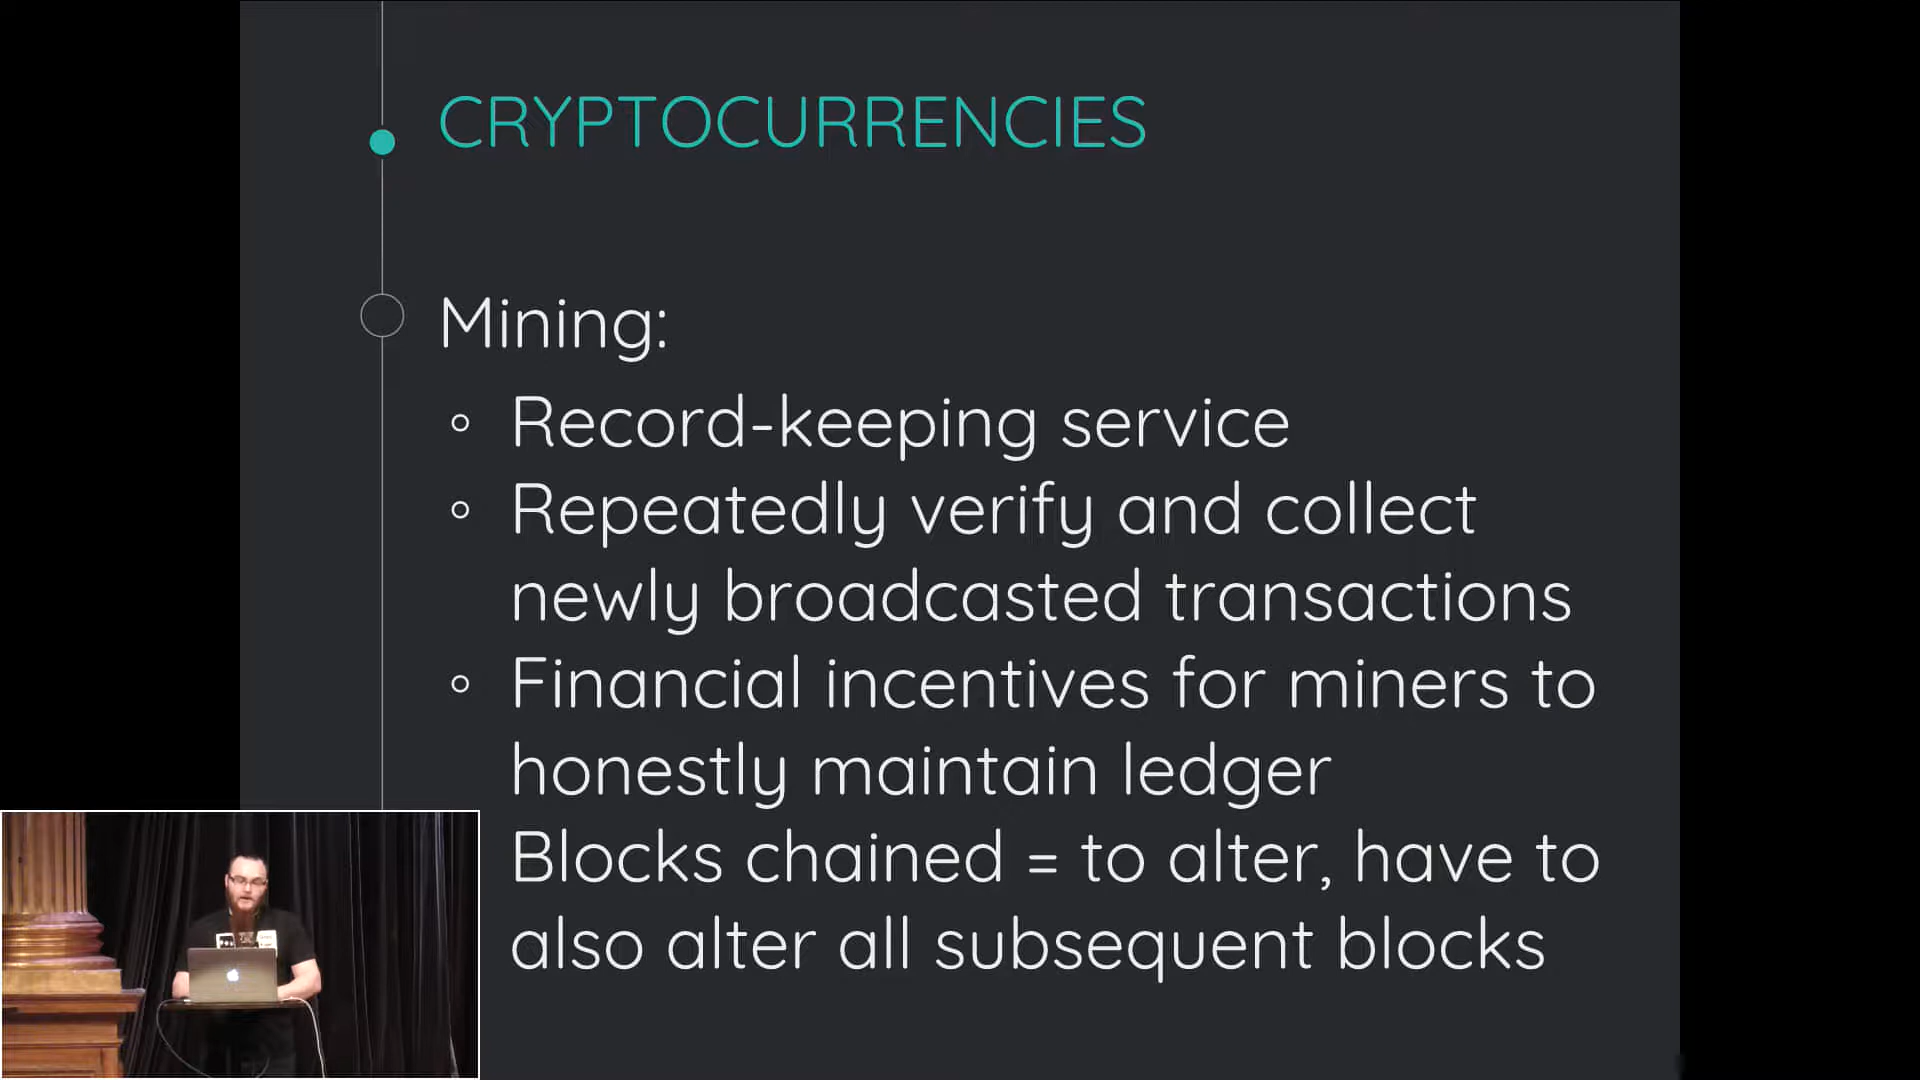 CRYPTOCURRENCIES
Mining:
Record-keeping service
Repeatedly verify and collect
newly broadcasted transactions
Financial incentives for miners to
honestly maintain ledger
Blocks chained = to alter, have to
also alter all subsequent blocks